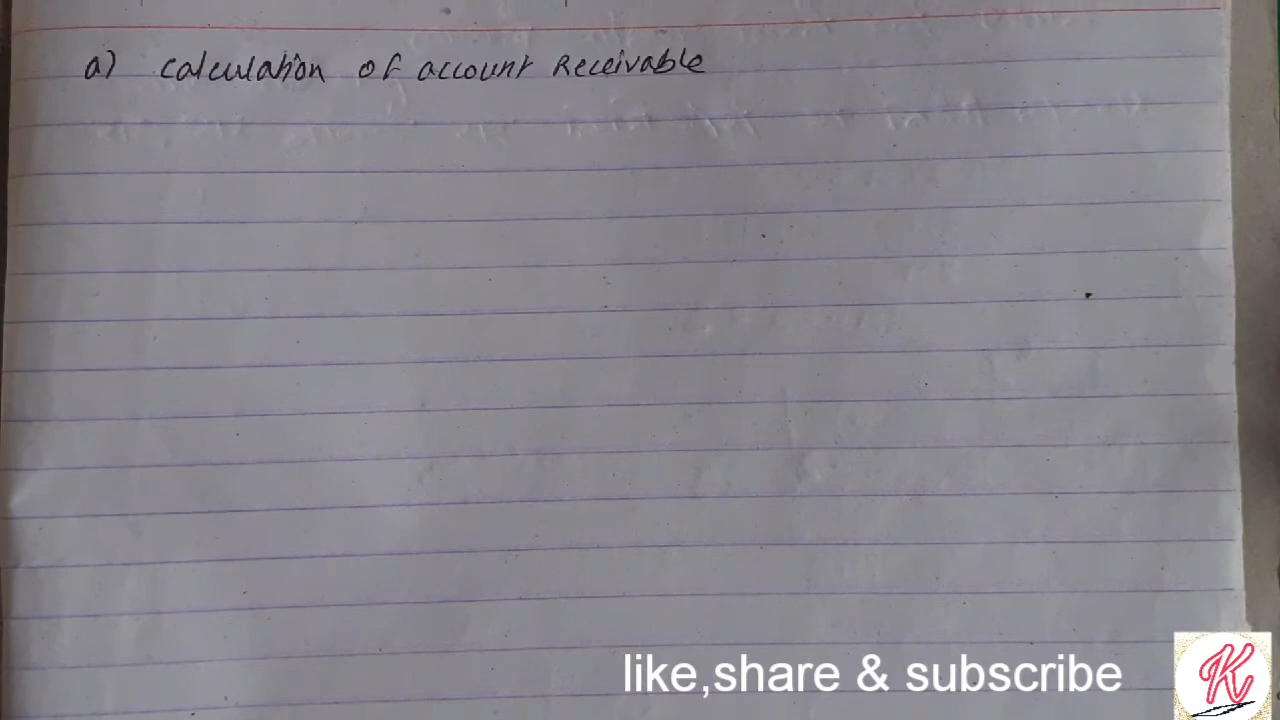 a) calculation of account Receivable
like,share & subscribe
K